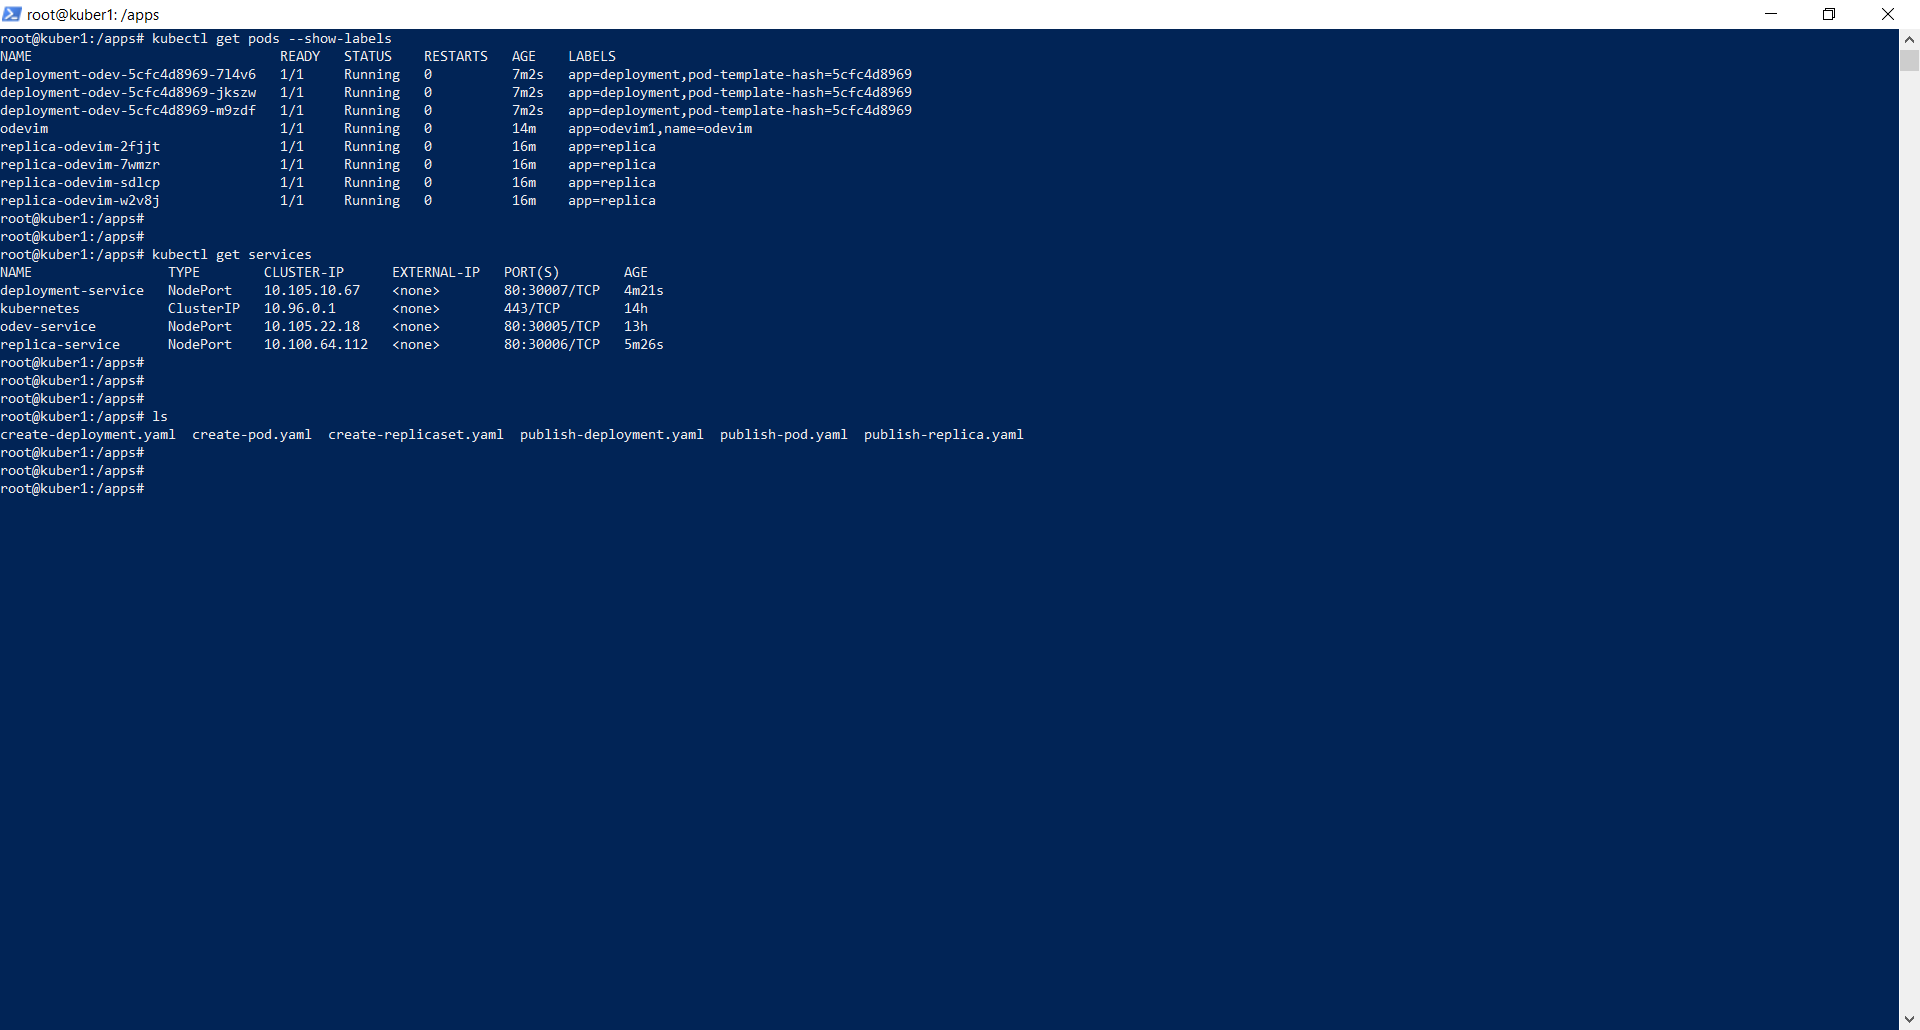 root@kuber1: /apps
root@kuber1:/apps# kubectl get pods --show-labels
NAME                               READY   STATUS    RESTARTS   AGE    LABELS
deployment-odev-5cfc4d8969-7l4v6   1/1     Running   0          7m2s   app=deployment,pod-template-hash=5cfc4d8969
deployment-odev-5cfc4d8969-jkszw   1/1     Running   0          7m2s   app=deployment,pod-template-hash=5cfc4d8969
deployment-odev-5cfc4d8969-m9zdf   1/1     Running   0          7m2s   app=deployment,pod-template-hash=5cfc4d8969
odevim                             1/1     Running   0          14m    app=odevim1,name=odevim
replica-odevim-2fjjt               1/1     Running   0          16m    app=replica
replica-odevim-7wmzr               1/1     Running   0          16m    app=replica
replica-odevim-sdlcp               1/1     Running   0          16m    app=replica
replica-odevim-w2v8j               1/1     Running   0          16m    app=replica
root@kuber1:/apps#
root@kuber1:/apps#
root@kuber1:/apps# kubectl get services
NAME                 TYPE        CLUSTER-IP      EXTERNAL-IP   PORT(S)        AGE
deployment-service   NodePort    10.105.10.67    <none>        80:30007/TCP   4m21s
kubernetes           ClusterIP   10.96.0.1       <none>        443/TCP        14h
odev-service         NodePort    10.105.22.18    <none>        80:30005/TCP   13h
replica-service      NodePort    10.100.64.112   <none>        80:30006/TCP   5m26s
root@kuber1:/apps#
root@kuber1:/apps#
root@kuber1:/apps#
root@kuber1:/apps# ls
create-deployment.yaml  create-pod.yaml  create-replicaset.yaml  publish-deployment.yaml  publish-pod.yaml  publish-replica.yaml
root@kuber1:/apps#
root@kuber1:/apps#
root@kuber1:/apps#